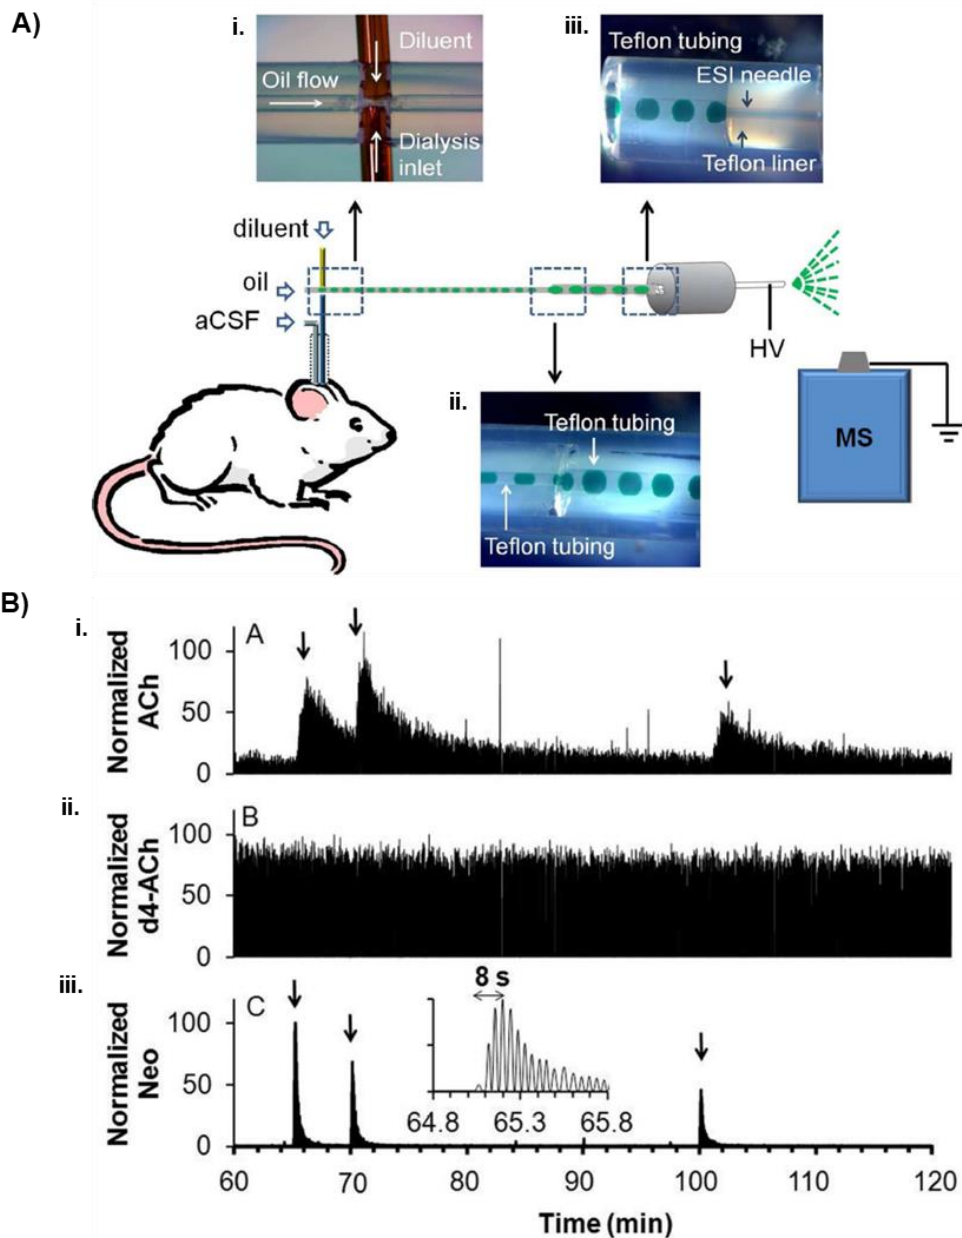 A)
i.
Diluent
Oil flow
Dialysis
inlet
iii.
Teflon tubing
ESI needle
Teflon liner
diluent
oil
aCSF
HV
MS
ii.
Teflon tubing
Teflon tubing
B)
i.
Normalized
ACh
A
100
50
0
ii.
Normalized
d4-ACh
B
100
50
0
iii.
Normalized
Neo
C
100
50
0
8 s
64.8 65.3 65.8
60 70 80 90 100 110 120
Time (min)